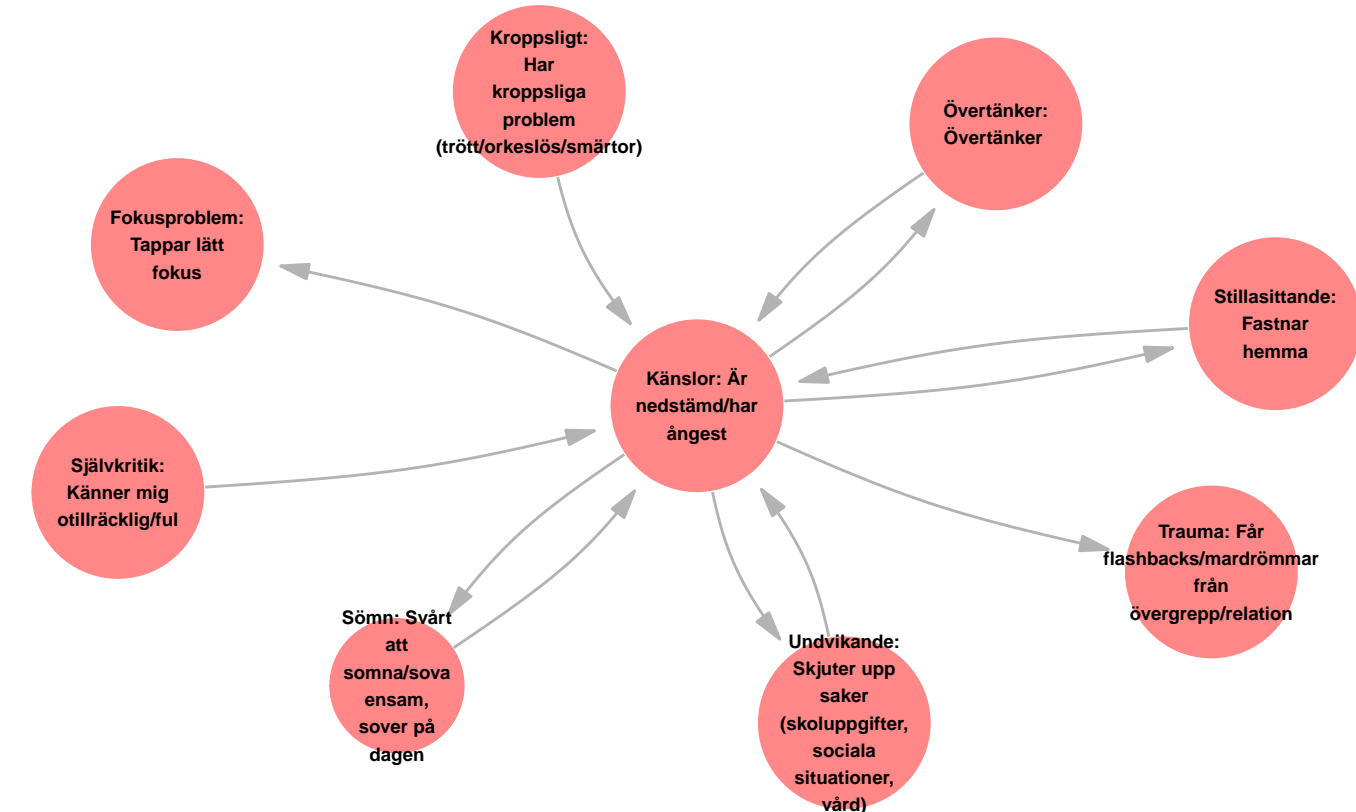 Kroppsligt:
Har
kroppsliga
problem
(trött/orkeslös/smärtor)
Övertänker:
Övertänker
Fokusproblem:
Tappar lätt
fokus
Stillasittande:
Fastnar
hemma
Känslor: Är
nedstämd/har
ångest
Självkritik:
Känner mig
otillräcklig/ful
Trauma: Får
flashbacks/mardrömmar
från
övergrepp/relation
Sömn: Svårt
att
somna/sova
ensam,
sover på
dagen
Undvikande:
Skjuter upp
saker
(skoluppgifter,
sociala
situationer,
vård)